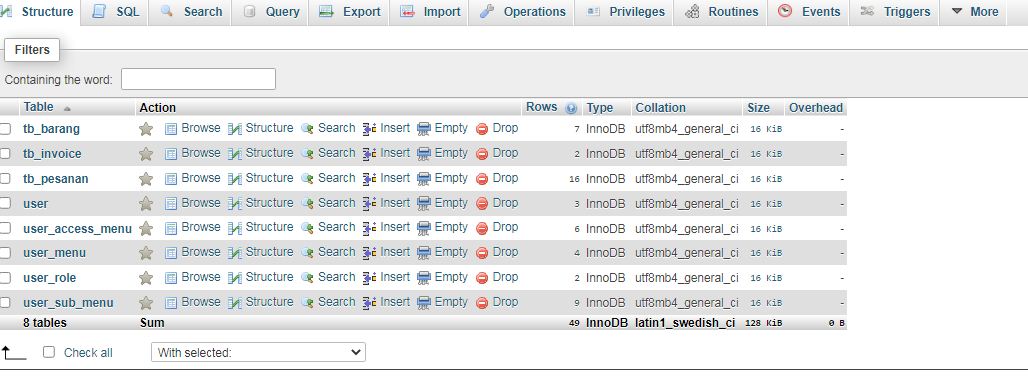 Structure SQL Search Query Export Import Operations Privileges Routines Events Triggers More
Filters
Containing the word:
Table Action Rows Type Collation Size Overhead
tb_barang Browse Structure Search Insert Empty Drop 7 InnoDB utf8mb4_general_ci 16 KiB -
tb_invoice Browse Structure Search Insert Empty Drop 2 InnoDB utf8mb4_general_ci 16 KiB -
tb_pesanan Browse Structure Search Insert Empty Drop 16 InnoDB utf8mb4_general_ci 16 KiB -
user Browse Structure Search Insert Empty Drop 3 InnoDB utf8mb4_general_ci 16 KiB -
user_access_menu Browse Structure Search Insert Empty Drop 6 InnoDB utf8mb4_general_ci 16 KiB -
user_menu Browse Structure Search Insert Empty Drop 4 InnoDB utf8mb4_general_ci 16 KiB -
user_role Browse Structure Search Insert Empty Drop 2 InnoDB utf8mb4_general_ci 16 KiB -
user_sub_menu Browse Structure Search Insert Empty Drop 9 InnoDB utf8mb4_general_ci 16 KiB -
8 tables Sum 49 InnoDB latin1_swedish_ci 128 KiB 0 B
Check all With selected: